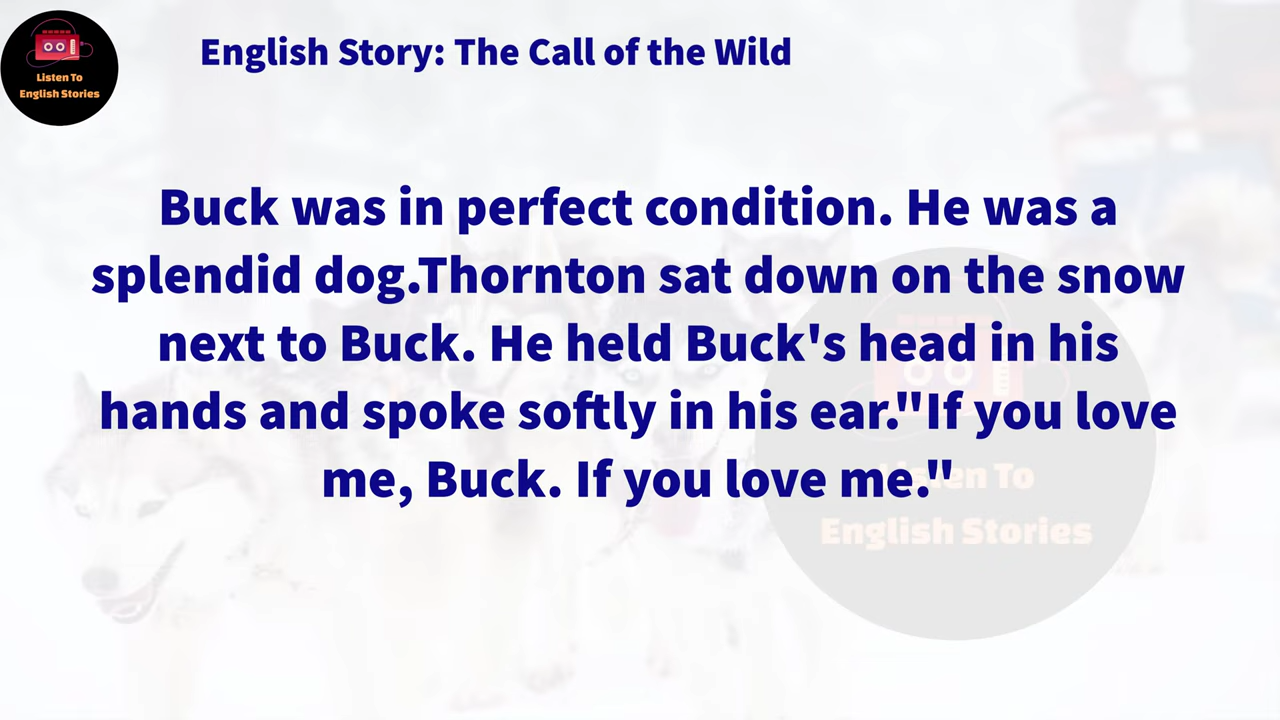 Listen To
English Stories
English Story: The Call of the Wild
Buck was in perfect condition. He was a
splendid dog.Thornton sat down on the snow
next to Buck. He held Buck's head in his
hands and spoke softly in his ear."If you love
me, Buck. If you love me."
Listen To
English Stories